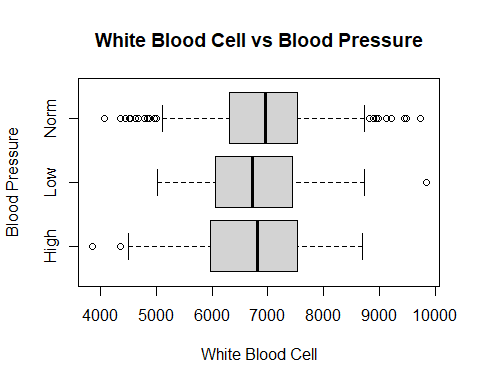 White Blood Cell vs Blood Pressure
Norm
Low
High
Blood Pressure
4000 5000 6000 7000 8000 9000 10000
White Blood Cell